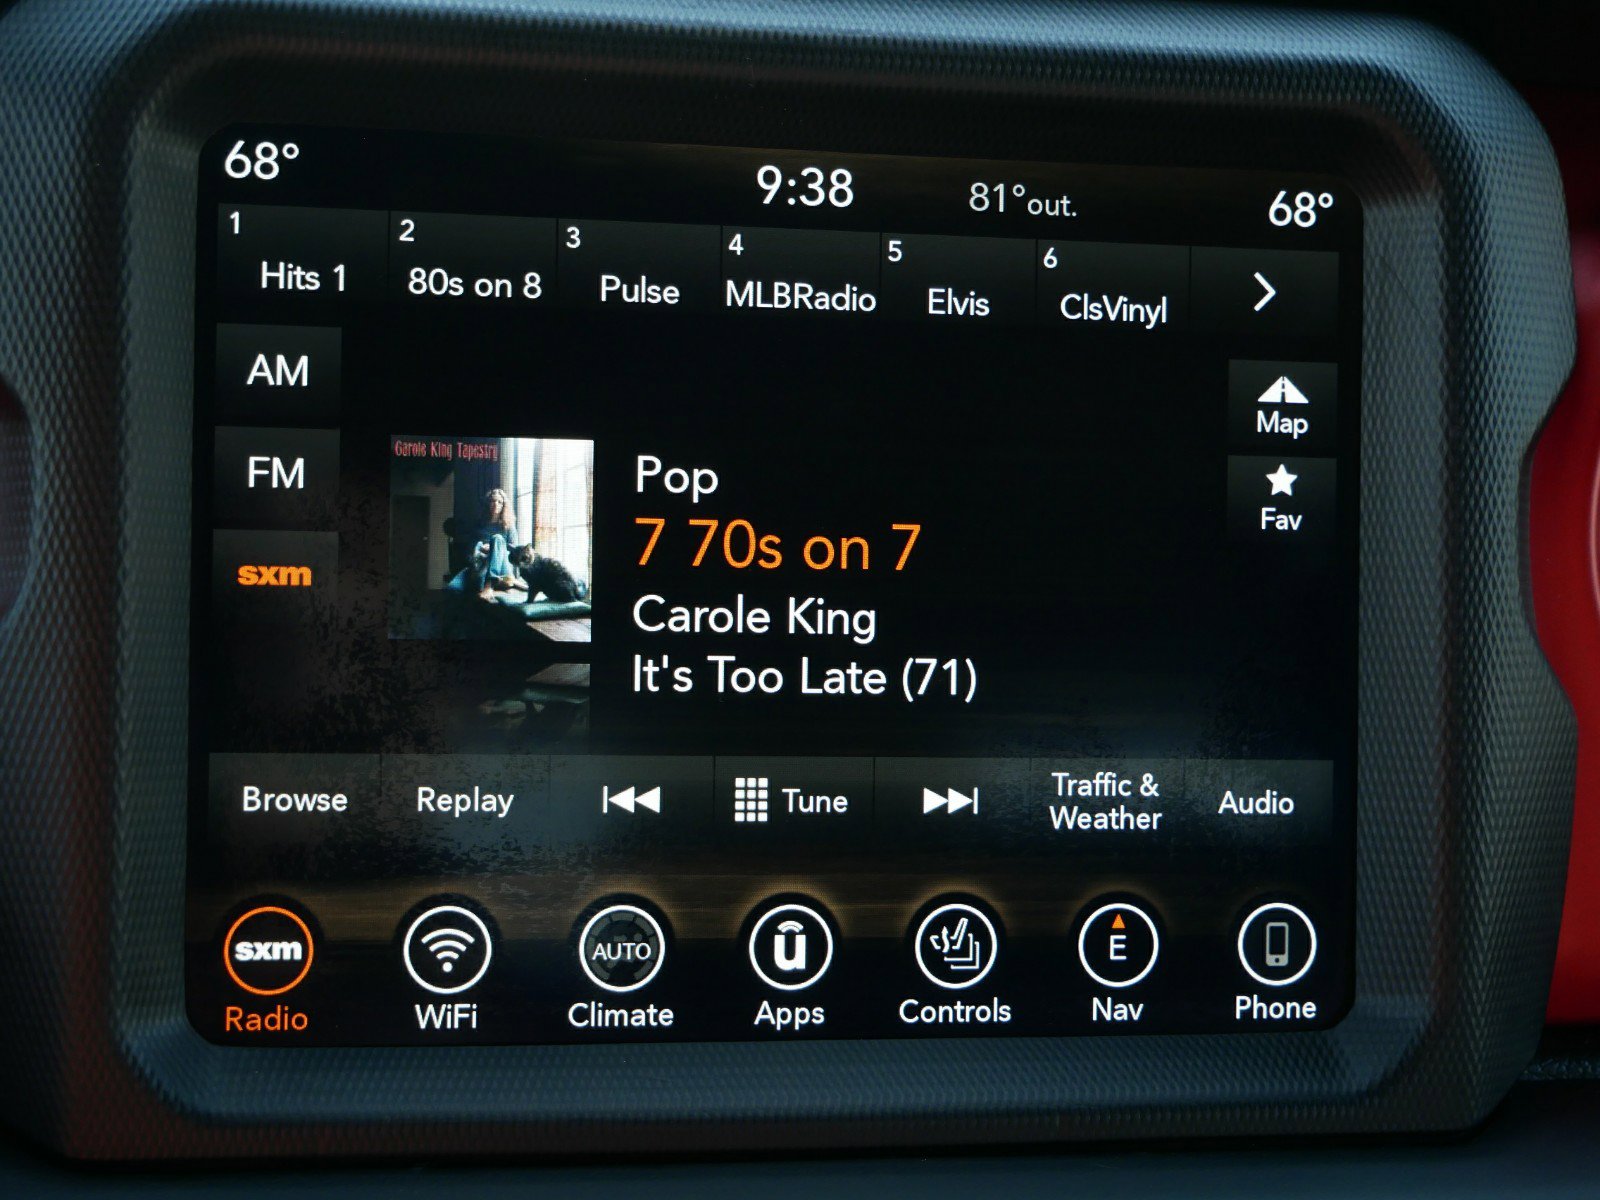 68°
9:38
81°out.
68°
1
Hits 1
2
80s on 8
3
Pulse
4
MLBRadio
5
Elvis
6
ClsVinyl
AM
FM
sxm
Map
Fav
Carole King Tapestry
Pop
7 70s on 7
Carole King
It's Too Late (71)
Browse
Replay
Tune
Traffic &
Weather
Audio
sxm
Radio
WiFi
AUTO
Climate
u
Apps
Controls
E
Nav
Phone